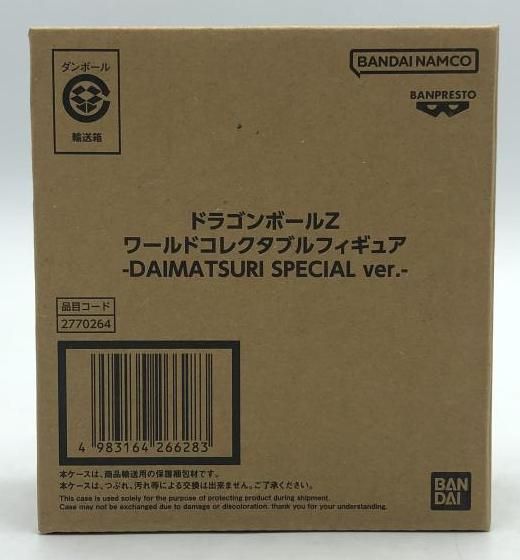 ダンボール
輸送箱
BANDAI NAMCO
BANPRESTO
ドラゴンボールZ
ワールドコレクタブルフィギュア
-DAIMATSURI SPECIAL ver.-
品目コード
2770264
4 983164 266283
本ケースは、商品輸送用の保護梱包材です。
本ケースは、つぶれ、汚れ等による交換は出来ません。ご了承ください。
This case is used solely for the purpose of protecting product during shipment.
Case may not be exchanged due to damage or discoloration. thank you for your understanding.
BAN
DAI